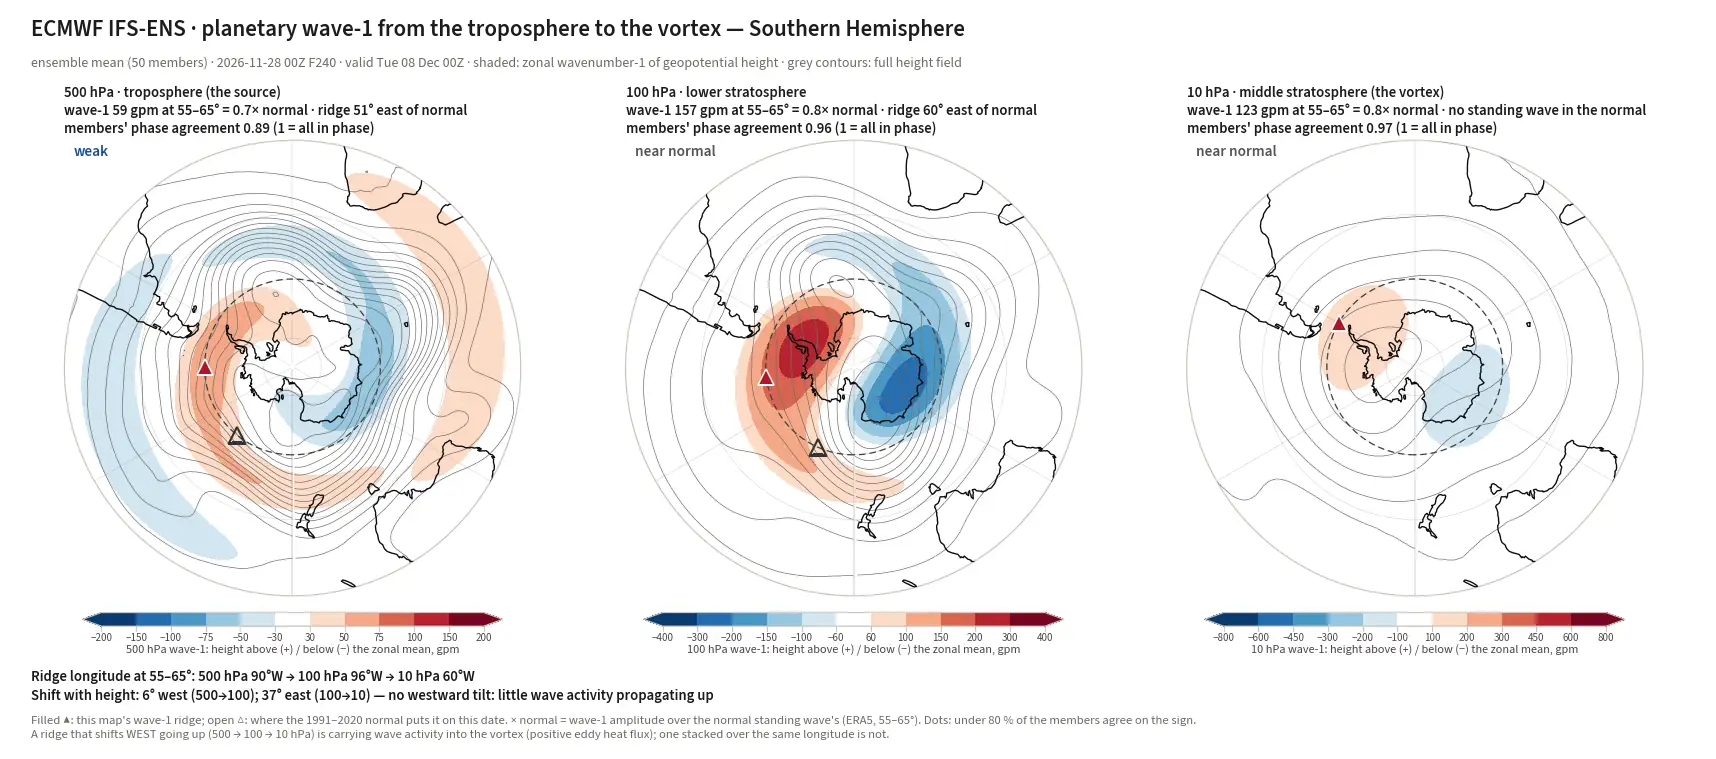 ECMWF IFS-ENS · planetary wave-1 from the troposphere to the vortex — Southern Hemisphere
ensemble mean (50 members) · 2026-11-28 00Z F240 · valid Tue 08 Dec 00Z · shaded: zonal wavenumber-1 of geopotential height · grey contours: full height field
500 hPa · troposphere (the source)
wave-1 59 gpm at 55–65° = 0.7× normal · ridge 51° east of normal
members' phase agreement 0.89 (1 = all in phase)
weak
100 hPa · lower stratosphere
wave-1 157 gpm at 55–65° = 0.8× normal · ridge 60° east of normal
members' phase agreement 0.96 (1 = all in phase)
near normal
10 hPa · middle stratosphere (the vortex)
wave-1 123 gpm at 55–65° = 0.8× normal · no standing wave in the normal
members' phase agreement 0.97 (1 = all in phase)
near normal
−200 −150 −100 −75 −50 −30 30 50 75 100 150 200
500 hPa wave-1: height above (+) / below (−) the zonal mean, gpm
−400 −300 −200 −150 −100 −60 60 100 150 200 300 400
100 hPa wave-1: height above (+) / below (−) the zonal mean, gpm
−800 −600 −450 −300 −200 −100 100 200 300 450 600 800
10 hPa wave-1: height above (+) / below (−) the zonal mean, gpm
Ridge longitude at 55–65°: 500 hPa 90°W → 100 hPa 96°W → 10 hPa 60°W
Shift with height: 6° west (500→100); 37° east (100→10) — no westward tilt: little wave activity propagating up
Filled ▲: this map's wave-1 ridge; open △: where the 1991–2020 normal puts it on this date. × normal = wave-1 amplitude over the normal standing wave's (ERA5, 55–65°). Dots: under 80 % of the members agree on the sign.
A ridge that shifts WEST going up (500 → 100 → 10 hPa) is carrying wave activity into the vortex (positive eddy heat flux); one stacked over the same longitude is not.